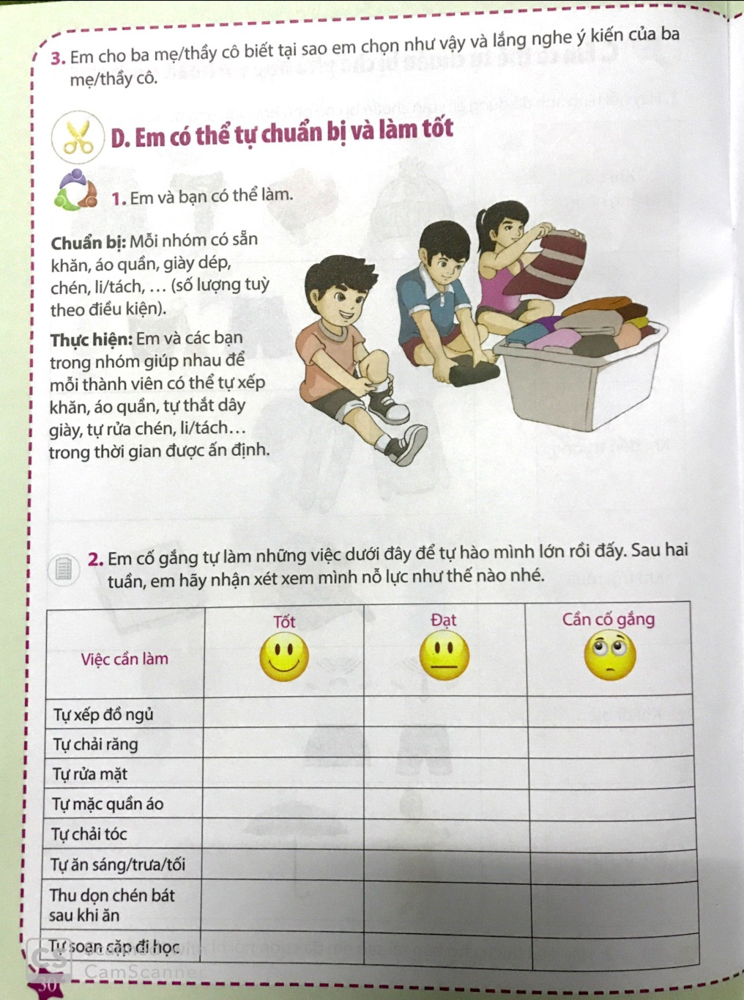 3. Em cho ba mẹ/thầy cô biết tại sao em chọn như vậy và lắng nghe ý kiến của ba
mẹ/thầy cô.
D. Em có thể tự chuẩn bị và làm tốt
1. Em và bạn có thể làm.
Chuẩn bị: Mỗi nhóm có sẵn
khăn, áo quần, giày dép,
chén, li/tách, ... (số lượng tuỳ
theo điều kiện).
Thực hiện: Em và các bạn
trong nhóm giúp nhau để
mỗi thành viên có thể tự xếp
khăn, áo quần, tự thắt dây
giày, tự rửa chén, li/tách...
trong thời gian được ấn định.
2. Em cố gắng tự làm những việc dưới đây để tự hào mình lớn rồi đấy. Sau hai
tuần, em hãy nhận xét xem mình nỗ lực như thế nào nhé.
Việc cần làm
Tốt
Đạt
Cần cố gắng
Tự xếp đồ ngủ
Tự chải răng
Tự rửa mặt
Tự mặc quần áo
Tự chải tóc
Tự ăn sáng/trưa/tối
Thu dọn chén bát
sau khi ăn
Tự soạn cặp đi học
CS
Scanned with
CamScanner
30